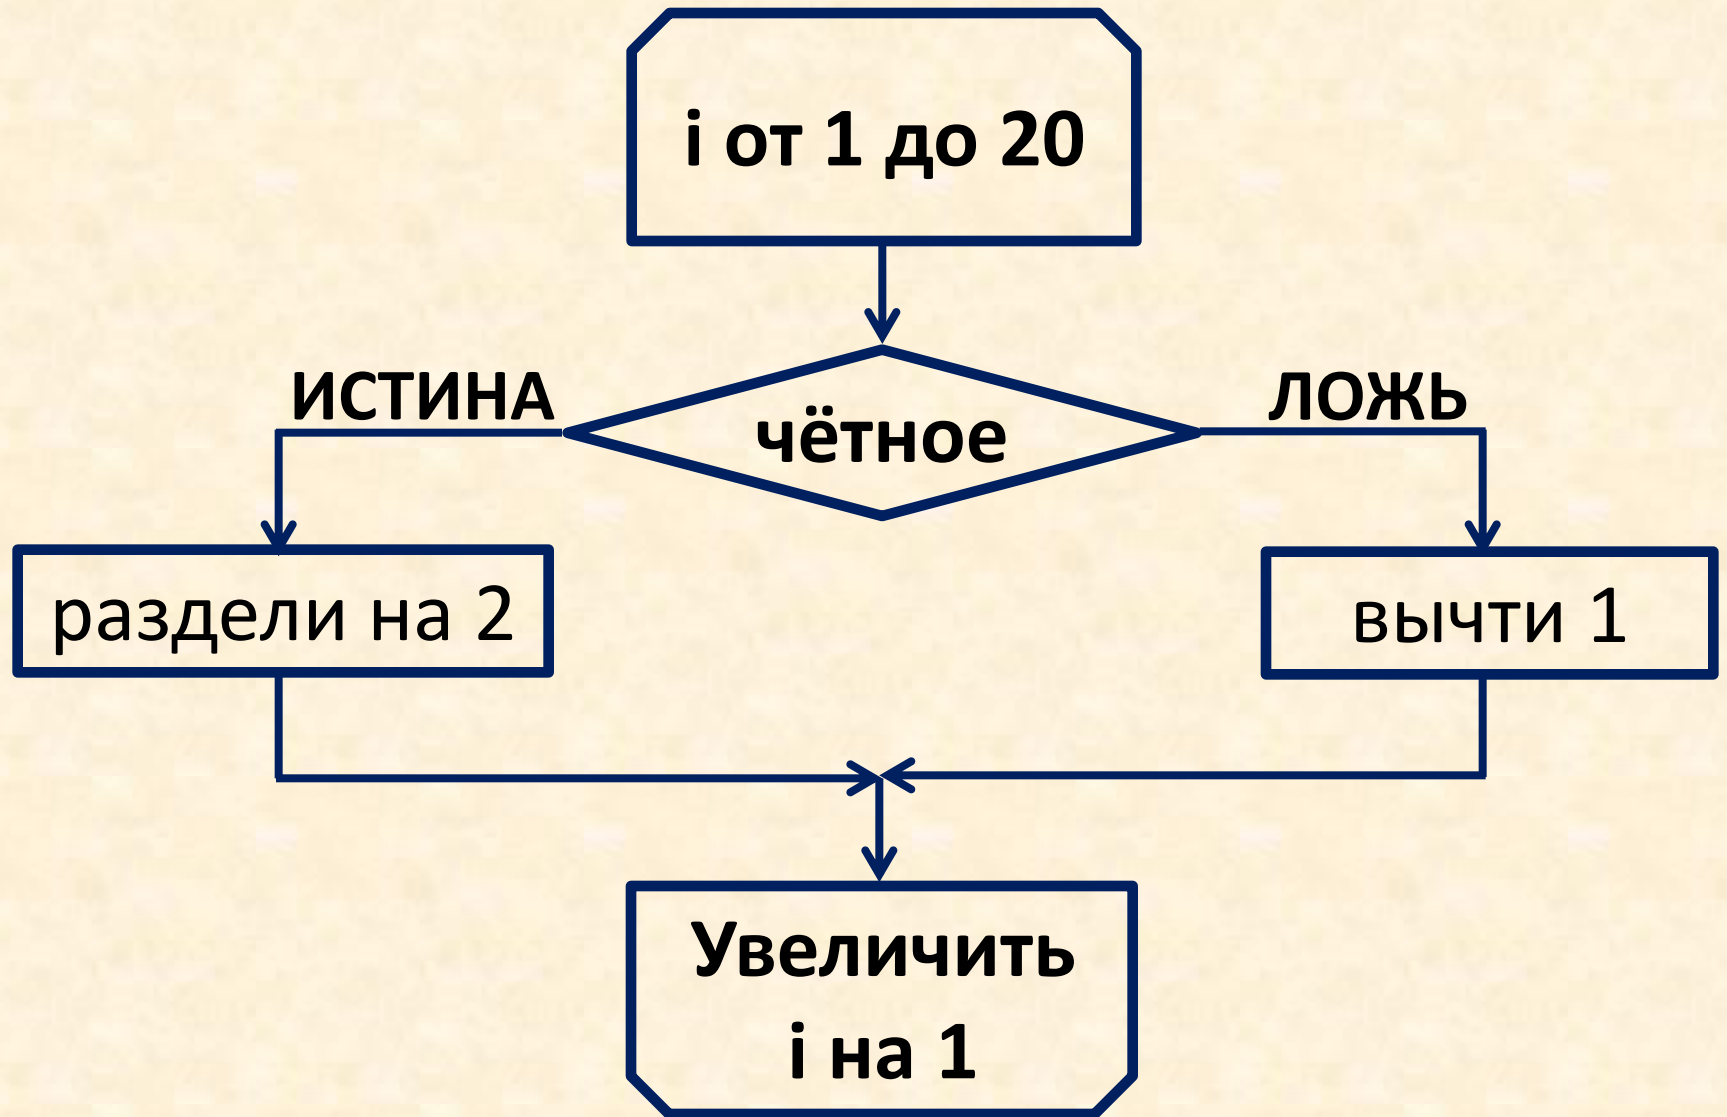 i от 1 до 20
ИСТИНА
чётное
ЛОЖЬ
раздели на 2
вычти 1
Увеличить
i на 1